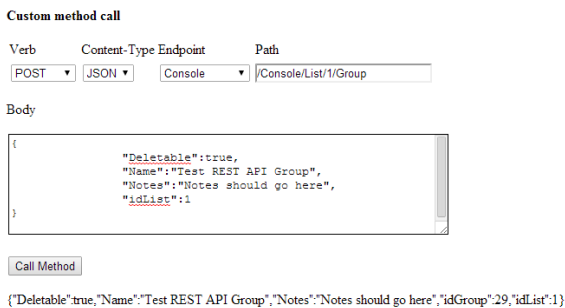 Custom method call
Verb Content-Type Endpoint Path
POST JSON Console /Console/List/1/Group
Body
{
"Deletable":true,
"Name":"Test REST API Group",
"Notes":"Notes should go here",
"idList":1
}
Call Method
{"Deletable":true,"Name":"Test REST API Group","Notes":"Notes should go here","idGroup":29,"idList":1}